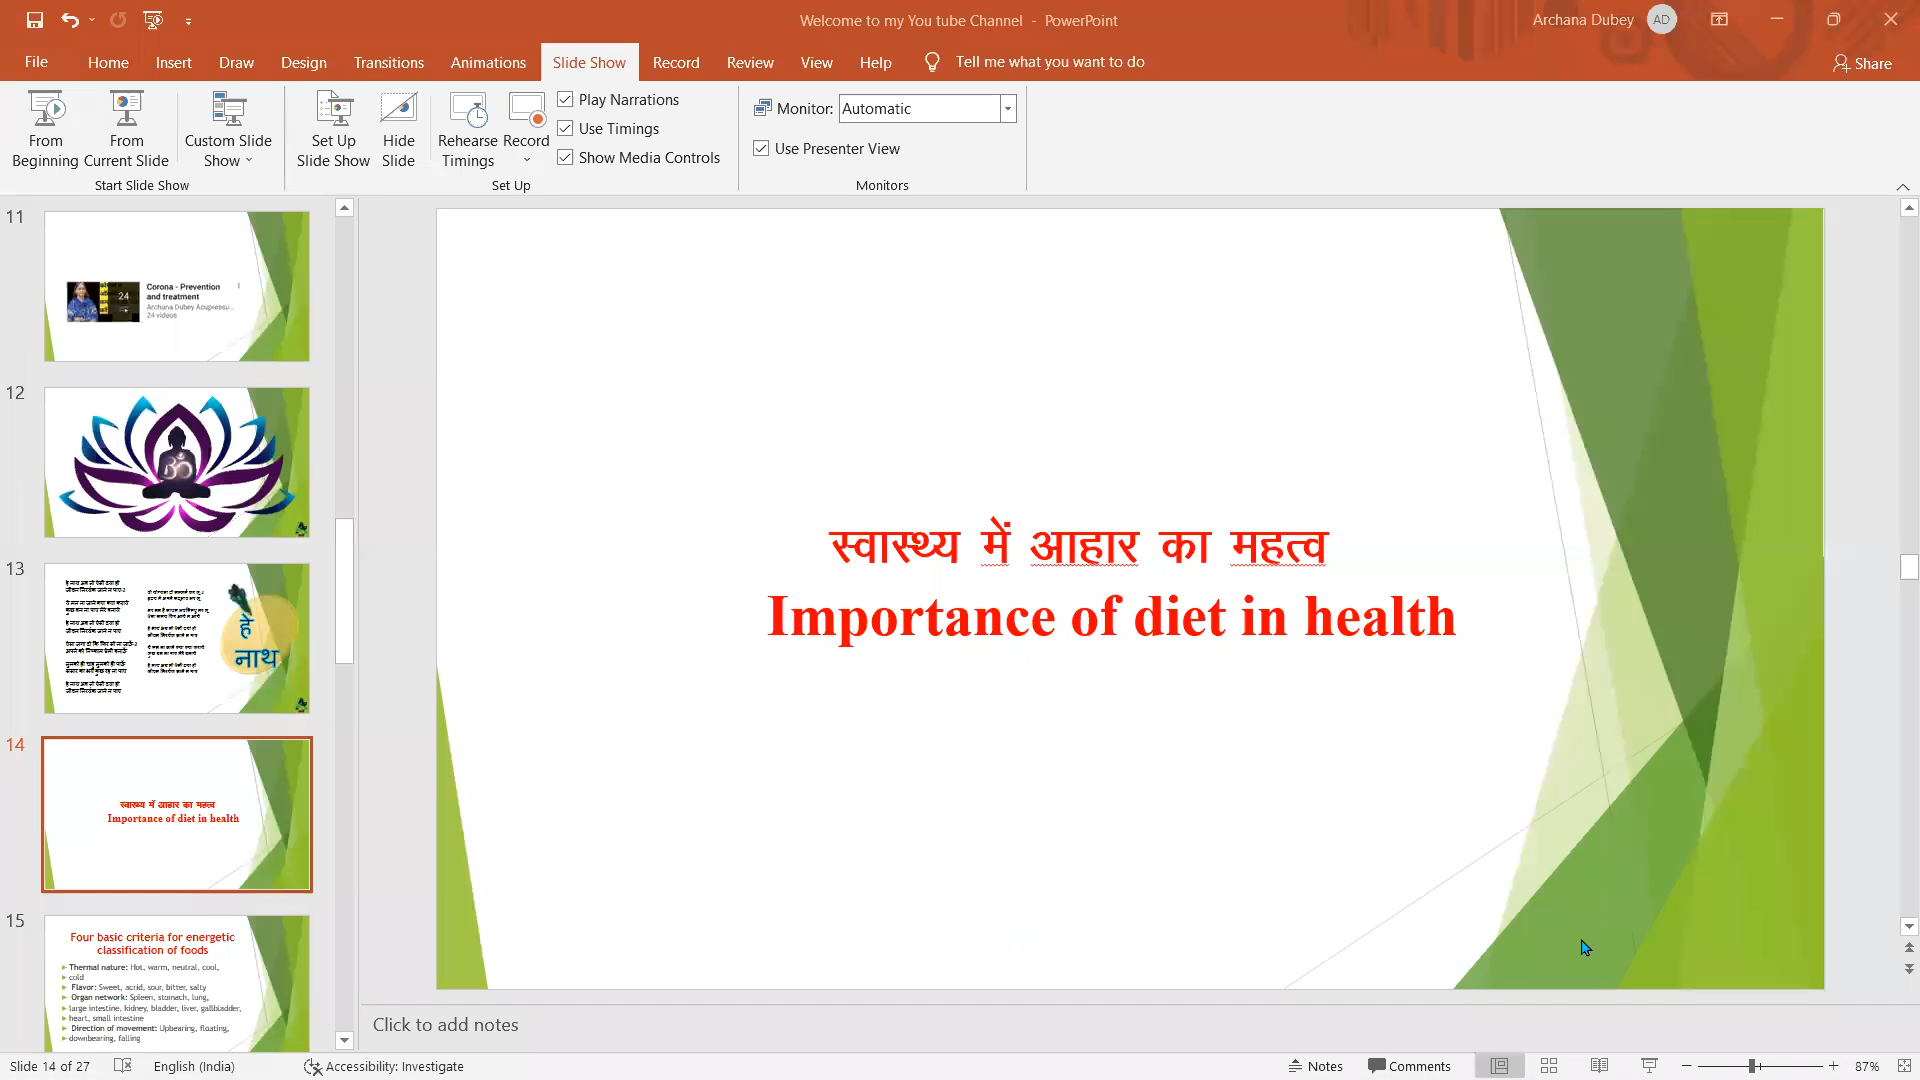 Welcome to my You tube Channel - PowerPoint
Archana Dubey AD
File Home Insert Draw Design Transitions Animations Slide Show Record Review View Help Tell me what you want to do Share
From Beginning
From Current Slide
Custom Slide Show
Set Up Slide Show
Hide Slide
Rehearse Timings
Record
Play Narrations
Use Timings
Show Media Controls
Monitor: Automatic
Use Presenter View
Start Slide Show
Set Up
Monitors
11
Corona - Prevention
and treatment
24
24 videos
12
ॐ
13
हे
नाथ
14
स्वास्थ्य में आहार का महत्व
Importance of diet in health
15
Four basic criteria for energetic
classification of foods
Thermal nature: Hot, warm, neutral, cool,
cold
Flavor: Sweet, acrid, sour, bitter, salty
Organ network: Spleen, stomach, lung,
large intestine, kidney, bladder, liver, gallbladder,
heart, small intestine
Direction of movement: Upbearing, floating,
downbearing, falling
स्वास्थ्य में आहार का महत्व
Importance of diet in health
Click to add notes
Slide 14 of 27 English (India) Accessibility: Investigate Notes Comments 87%